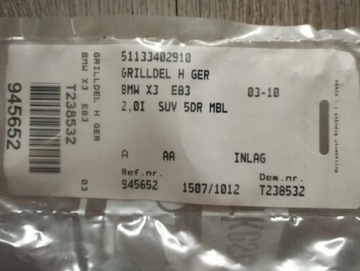 51133402910
GRILLDEL H GER
BMW X3 E83 03-10
2,0I SUV 5DR MBL
A AA INLAG
Ref.nr. Dem.nr.
945652 1507/1012 T238532
GRILLDEL H GER
BMW X3 E83 03
T238532
945652